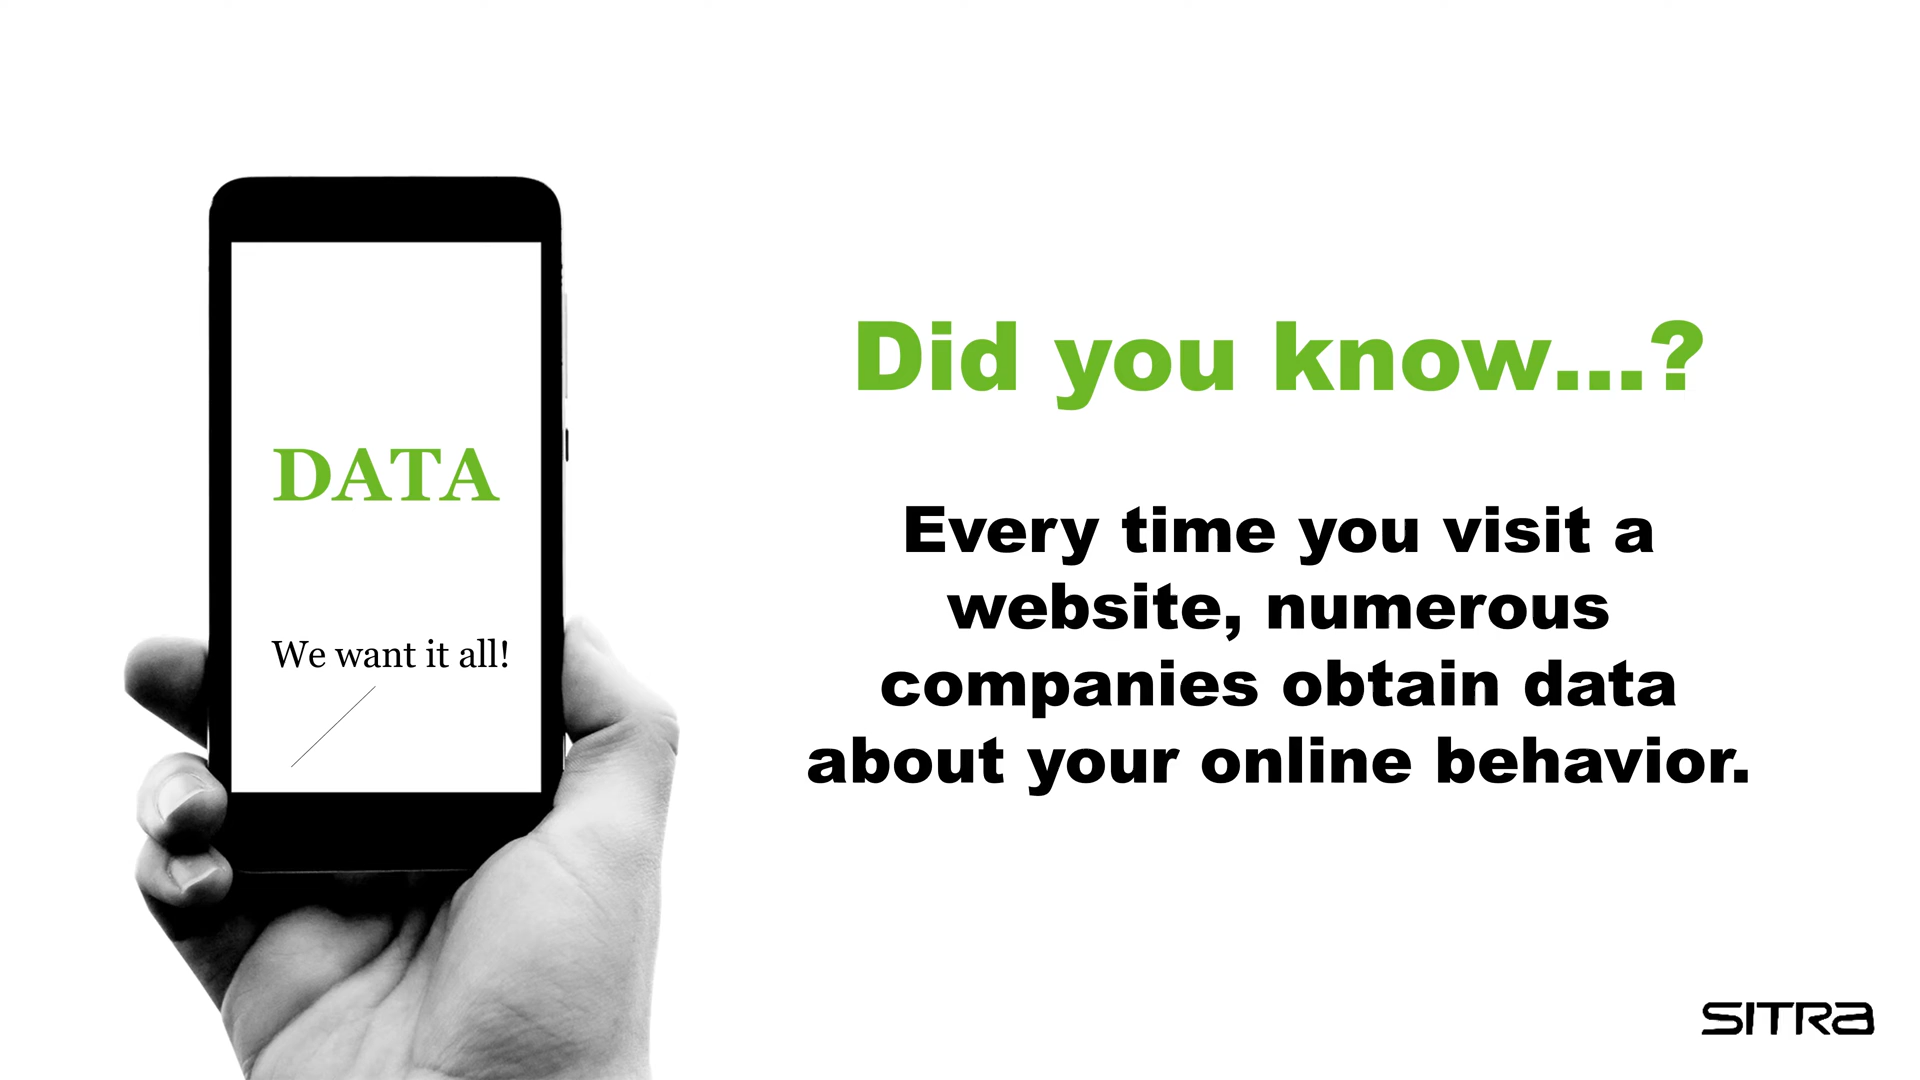 DATA
We want it all!
Did you know...?
Every time you visit a
website, numerous
companies obtain data
about your online behavior.
SITRA